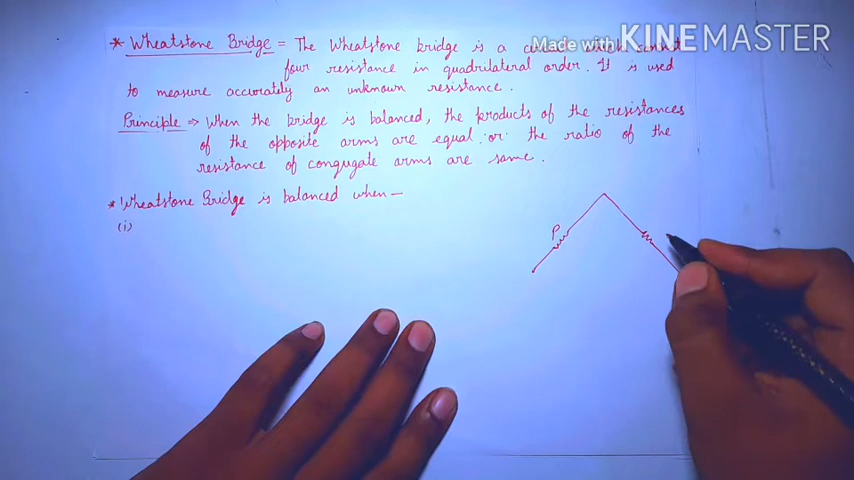 * Wheatstone Bridge = The Wheatstone bridge is a
Made with KINEMASTER
four resistance in quadrilateral order. It is used
to measure accurately an unknown resistance.
Principle ⇒ When the bridge is balanced, the products of the resistances
of the opposite arms are equal or the ratio of the
resistance of congugate arms are same.
* Wheatstone Bridge is balanced when —
(i)
P